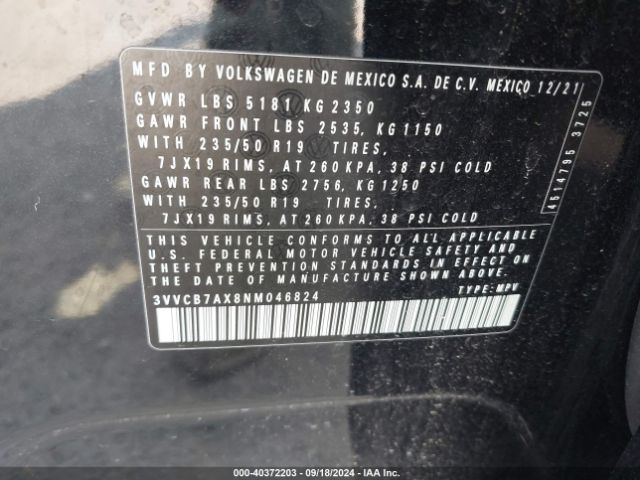 MFD BY VOLKSWAGEN DE MEXICO S.A. DE C.V. MEXICO 12/21
GVWR LBS 5181 KG 2350
GAWR FRONT LBS 2535, KG 1150
WITH 235/50 R19 TIRES,
7JX19 RIMS, AT 260 KPA, 38 PSI COLD
GAWR REAR LBS 2756, KG 1250
WITH 235/50 R19 TIRES,
7JX19 RIMS, AT 260 KPA, 38 PSI COLD
4514795 3725
THIS VEHICLE CONFORMS TO ALL APPLICABLE
U.S. FEDERAL MOTOR VEHICLE SAFETY AND
THEFT PREVENTION STANDARDS IN EFFECT ON
THE DATE OF MANUFACTURE SHOWN ABOVE.
3VVCB7AX8NM046824 TYPE: MPV
000-40372203 - 09/18/2024 - IAA Inc.